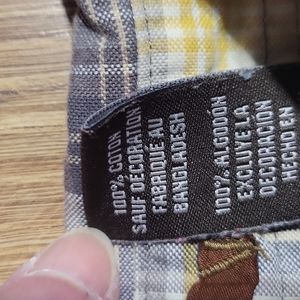 100% COTON
SAUF DÉCORATION
FABRIQUÉ AU
BANGLADESH
100% ALGODÓN
EXCLUYE LA
DECORACIÓN
HECHO EN